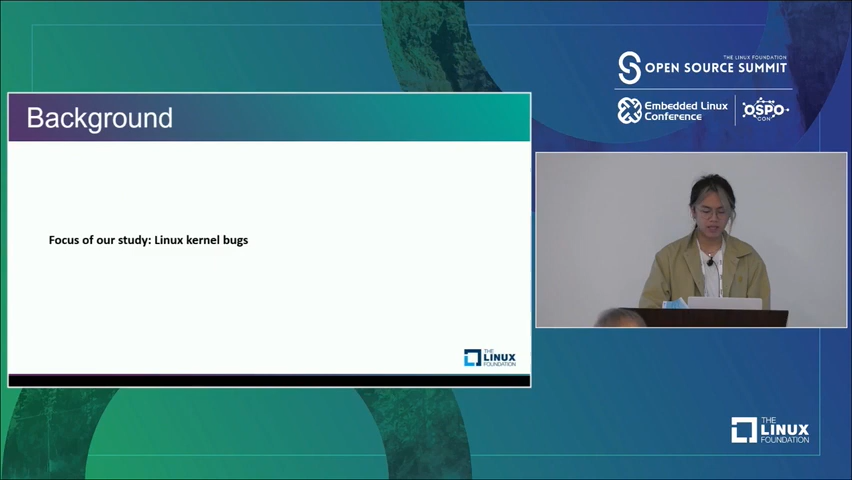 THE LINUX FOUNDATION
OPEN SOURCE SUMMIT
Embedded Linux
Conference
OSPO
CON
Background
Focus of our study: Linux kernel bugs
THE
LINUX
FOUNDATION
THE
LINUX
FOUNDATION